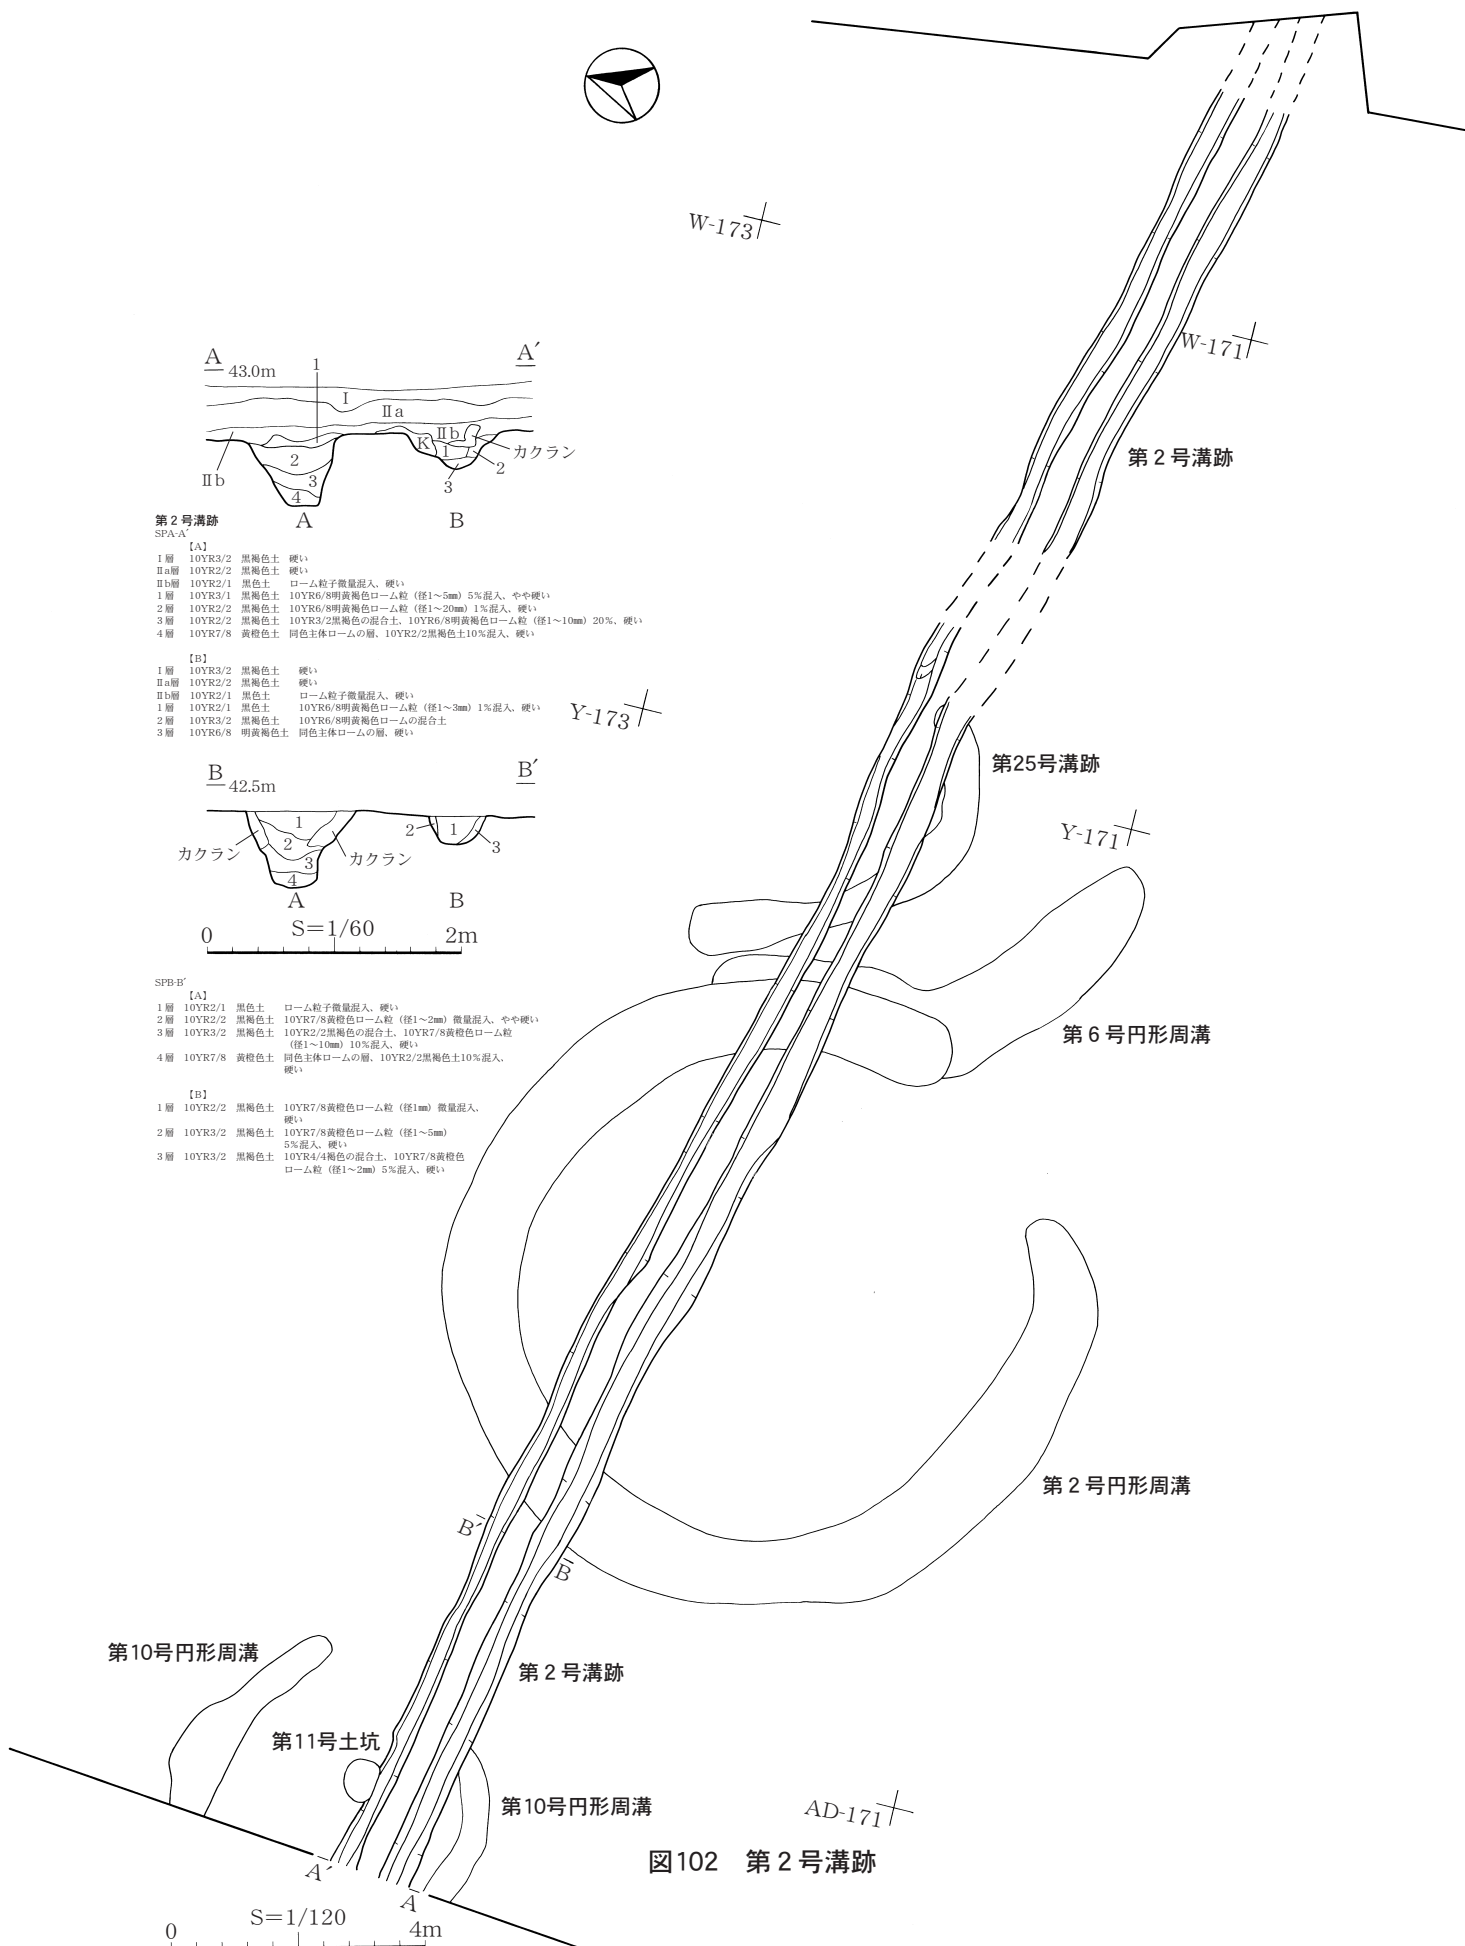 W-173
W-171
A 43.0m 1 A′
Ⅰ
Ⅱa
Ⅱb
K 1
カクラン
2
2
3
3
4
Ⅱb
A B
第2号溝跡
SPA-A′
【A】
Ⅰ層 10YR3/2 黒褐色土 硬い
Ⅱa層 10YR2/2 黒褐色土 硬い
Ⅱb層 10YR2/1 黒色土 ローム粒子微量混入、硬い
1層 10YR3/1 黒褐色土 10YR6/8明黄褐色ローム粒（径1～5㎜）5%混入、やや硬い
2層 10YR2/2 黒褐色土 10YR6/8明黄褐色ローム粒（径1～20㎜）1%混入、硬い
3層 10YR2/2 黒褐色土 10YR3/2黒褐色の混合土、10YR6/8明黄褐色ローム粒（径1～10㎜）20%、硬い
4層 10YR7/8 黄橙色土 同色主体ロームの層、10YR2/2黒褐色土10%混入、硬い
【B】
Ⅰ層 10YR3/2 黒褐色土 硬い
Ⅱa層 10YR2/2 黒褐色土 硬い
Ⅱb層 10YR2/1 黒色土 ローム粒子微量混入、硬い
1層 10YR2/1 黒色土 10YR6/8明黄褐色ローム粒（径1～3㎜）1%混入、硬い
2層 10YR3/2 黒褐色土 10YR6/8明黄褐色ロームの混合土
3層 10YR6/8 明黄褐色土 同色主体ロームの層、硬い
第2号溝跡
Y-173
第25号溝跡
Y-171
B 42.5m B′
1
2
2 1 3
カクラン
カクラン
3
4
A B
0 S=1/60 2m
SPB-B′
【A】
1層 10YR2/1 黒色土 ローム粒子微量混入、硬い
2層 10YR2/2 黒褐色土 10YR7/8黄橙色ローム粒（径1～2㎜）微量混入、やや硬い
3層 10YR3/2 黒褐色土 10YR2/2黒褐色の混合土、10YR7/8黄橙色ローム粒
（径1～10㎜）10%混入、硬い
4層 10YR7/8 黄橙色土 同色主体ロームの層、10YR2/2黒褐色土10%混入、
硬い
【B】
1層 10YR2/2 黒褐色土 10YR7/8黄橙色ローム粒（径1㎜）微量混入、
硬い
2層 10YR3/2 黒褐色土 10YR7/8黄橙色ローム粒（径1～5㎜）
5%混入、硬い
3層 10YR3/2 黒褐色土 10YR4/4褐色の混合土、10YR7/8黄橙色
ローム粒（径1～2㎜）5%混入、硬い
第6号円形周溝
第2号円形周溝
B′
B
第10号円形周溝
第2号溝跡
第11号土坑
第10号円形周溝
AD-171
A′
A
図102 第2号溝跡
0 S=1/120 4m